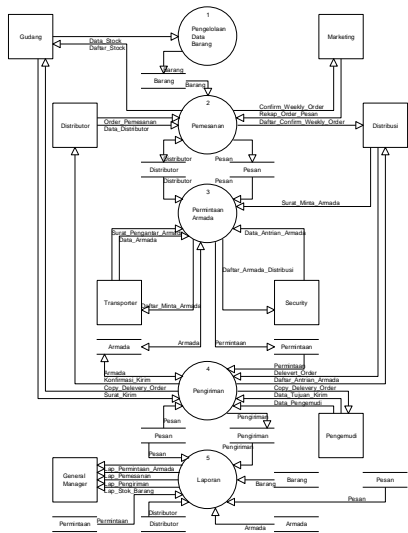 Gudang
1
Pengelolaan
Data
Barang
Marketing
Data_Stock
Daftar_Stock
Barang
Barang
Barang
2
Pemesanan
Confirm_Weekly_Order
Rekap_Order_Pesan
Daftar_Confirm_Weekly_Order
Distributor
Order_Pemesanan
Data_Distributor
Distribusi
Distributor
Pesan
Distributor
Pesan
Distributor
Pesan
3
Permintaan
Armada
Surat_Minta_Armada
Surat_Pengantar_Armada
Data_Armada
Data_Antrian_Armada
Daftar_Armada_Distribusi
Transporter
Daftar_Minta_Armada
Security
Armada
Armada
Permintaan
Permintaan
4
Pengiriman
Permintaan
Armada
Delevert_Order
Konfirmasi_Kirim
Daftar_Antrian_Armada
Copy_Delevery_Order
Copy_Delevery_Order
Surat_Kirim
Data_Tujuan_Kirim
Data_Pengemudi
Pengemudi
Pesan
Pengiriman
Pesan
Pengiriman
Pesan
Pengiriman
5
Laporan
General
Manager
Lap_Permintaan_Armada
Lap_Pemesanan
Lap_Pengiriman
Lap_Stok_Barang
Barang
Barang
Pesan
Pesan
Distributor
Permintaan
Permintaan
Distributor
Armada
Armada